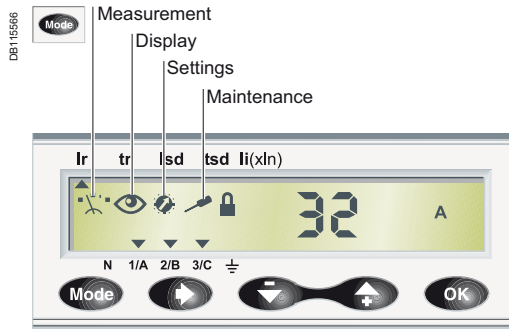 DB115566
Mode
Measurement
Display
Settings
Maintenance
Ir tr Isd tsd Ii(xIn)
32 A
N 1/A 2/B 3/C
Mode OK